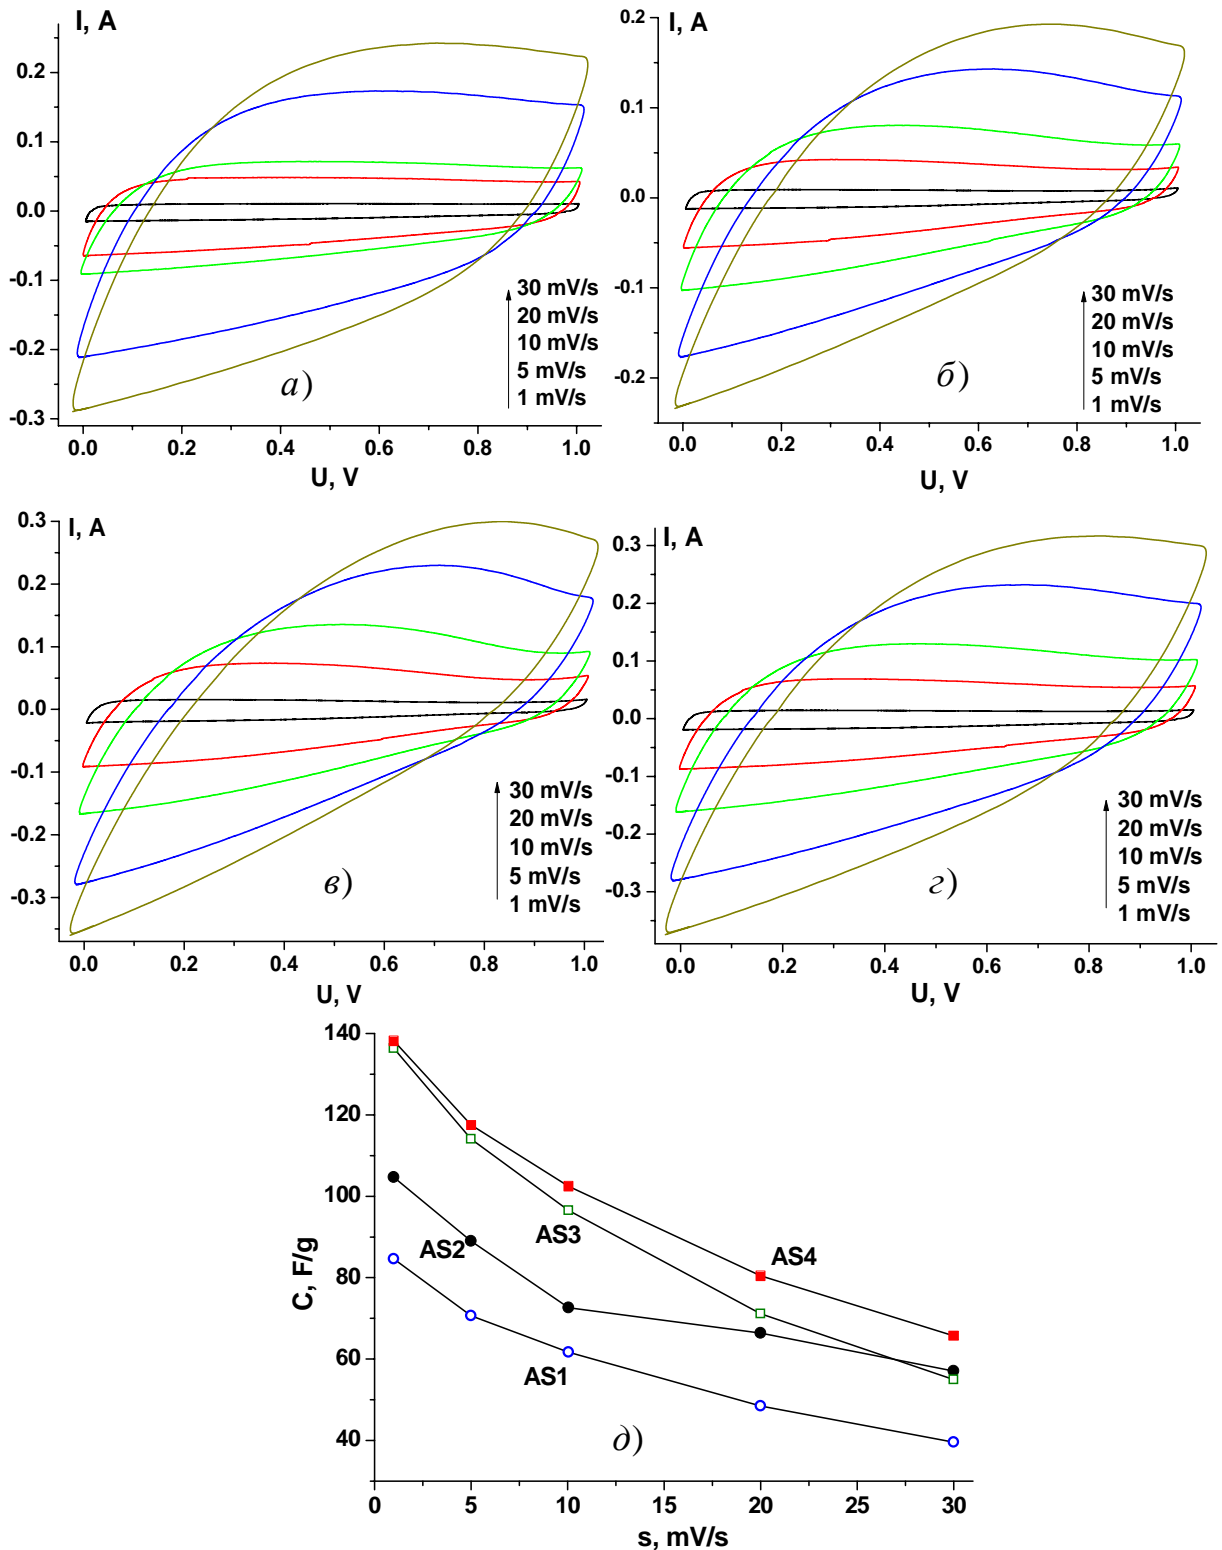 I, A
0.2
0.1
0.0
-0.1
-0.2
-0.3
30 mV/s
20 mV/s
10 mV/s
5 mV/s
1 mV/s
а)
0.0 0.2 0.4 0.6 0.8 1.0
U, V
I, A
0.2
0.1
0.0
-0.1
-0.2
30 mV/s
20 mV/s
10 mV/s
5 mV/s
1 mV/s
б)
0.0 0.2 0.4 0.6 0.8 1.0
U, V
I, A
0.3
0.2
0.1
0.0
-0.1
-0.2
-0.3
30 mV/s
20 mV/s
10 mV/s
5 mV/s
1 mV/s
в)
0.0 0.2 0.4 0.6 0.8 1.0
U, V
I, A
0.3
0.2
0.1
0.0
-0.1
-0.2
-0.3
30 mV/s
20 mV/s
10 mV/s
5 mV/s
1 mV/s
г)
0.0 0.2 0.4 0.6 0.8 1.0
U, V
C, F/g
140
120
100
80
60
40
AS2
AS3
AS4
AS1
д)
0 5 10 15 20 25 30
s, mV/s